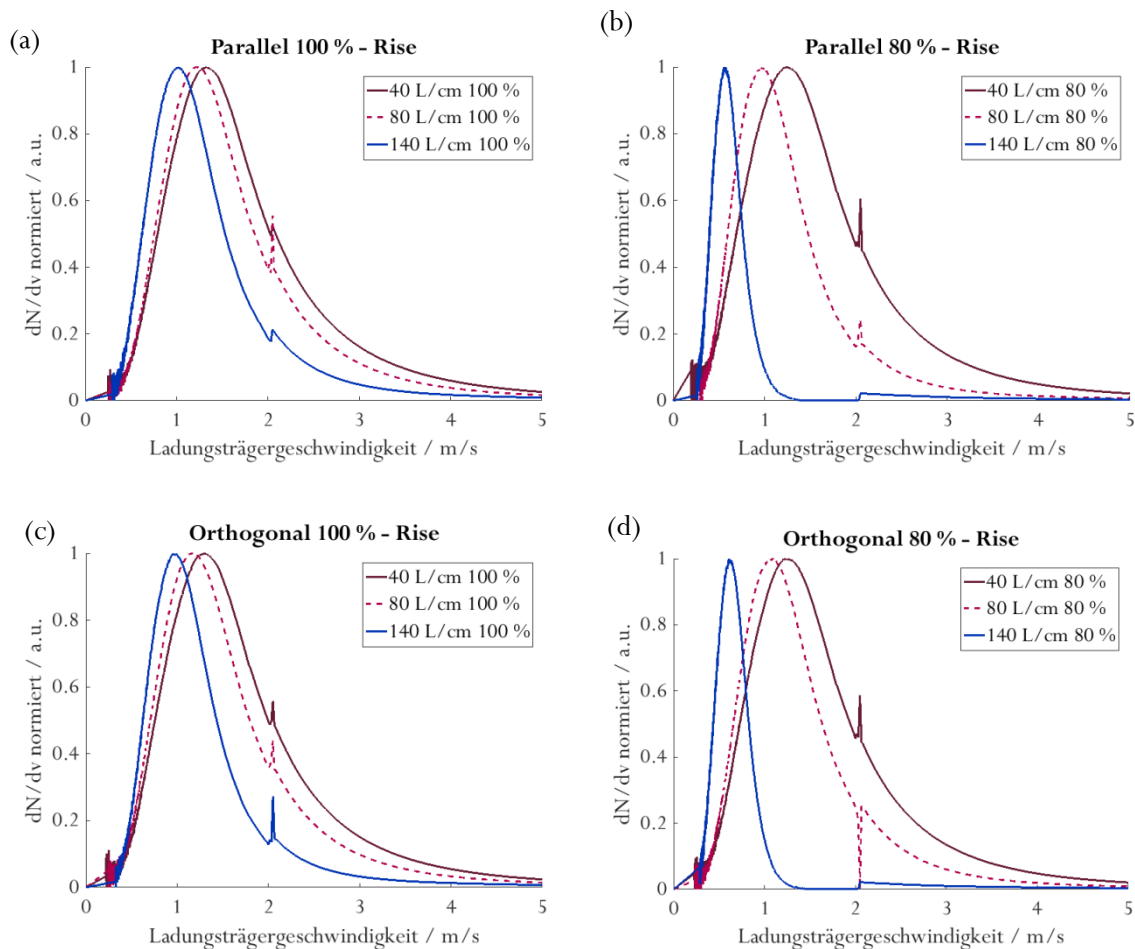 (a)
Parallel 100 % - Rise
40 L/cm 100 %
80 L/cm 100 %
140 L/cm 100 %
dN/dv normiert / a.u.
1
0.8
0.6
0.4
0.2
0
0 1 2 3 4 5
Ladungsträgergeschwindigkeit / m/s
(b)
Parallel 80 % - Rise
40 L/cm 80 %
80 L/cm 80 %
140 L/cm 80 %
dN/dv normiert / a.u.
1
0.8
0.6
0.4
0.2
0
0 1 2 3 4 5
Ladungsträgergeschwindigkeit / m/s
(c)
Orthogonal 100 % - Rise
40 L/cm 100 %
80 L/cm 100 %
140 L/cm 100 %
dN/dv normiert / a.u.
1
0.8
0.6
0.4
0.2
0
0 1 2 3 4 5
Ladungsträgergeschwindigkeit / m/s
(d)
Orthogonal 80 % - Rise
40 L/cm 80 %
80 L/cm 80 %
140 L/cm 80 %
dN/dv normiert / a.u.
1
0.8
0.6
0.4
0.2
0
0 1 2 3 4 5
Ladungsträgergeschwindigkeit / m/s